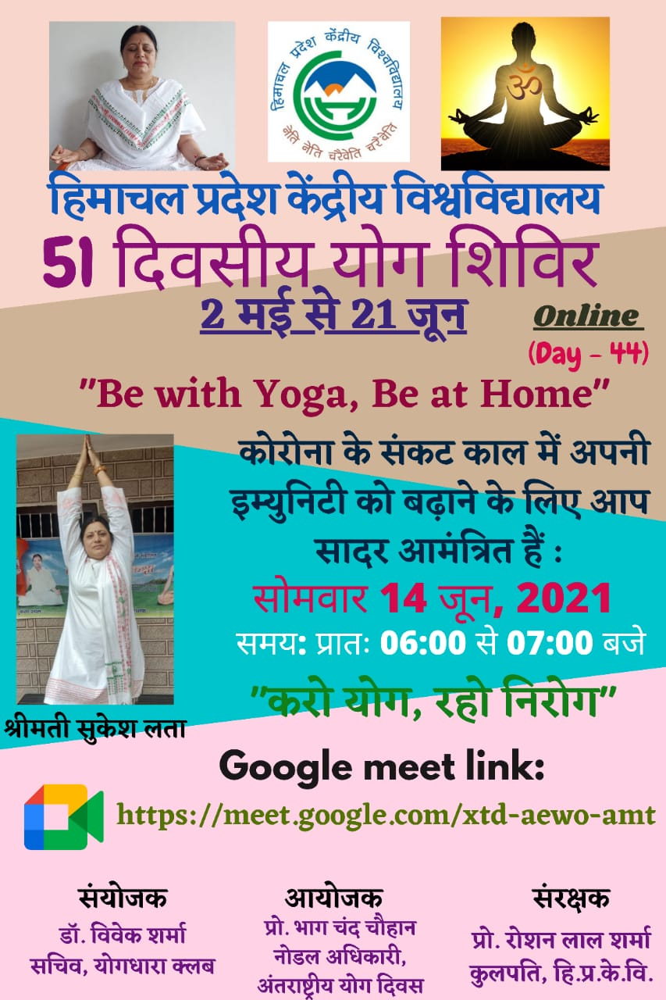 हिमाचल प्रदेश केंद्रीय विश्वविद्यालय
नेति नेति चरैवेति चरैवेति
ॐ
हिमाचल प्रदेश केंद्रीय विश्वविद्यालय
51 दिवसीय योग शिविर
2 मई से 21 जून
Online
(Day - 44)
"Be with Yoga, Be at Home"
कोरोना के संकट काल में अपनी
इम्युनिटी को बढ़ाने के लिए आप
सादर आमंत्रित हैं :
सोमवार 14 जून, 2021
समय: प्रातः 06:00 से 07:00 बजे
"करो योग, रहो निरोग"
श्रीमती सुकेश लता
Google meet link:
https://meet.google.com/xtd-aewo-amt
संयोजक
डॉ. विवेक शर्मा
सचिव, योगधारा क्लब
आयोजक
प्रो. भाग चंद चौहान
नोडल अधिकारी,
अंतराष्ट्रीय योग दिवस
संरक्षक
प्रो. रोशन लाल शर्मा
कुलपति, हि.प्र.के.वि.